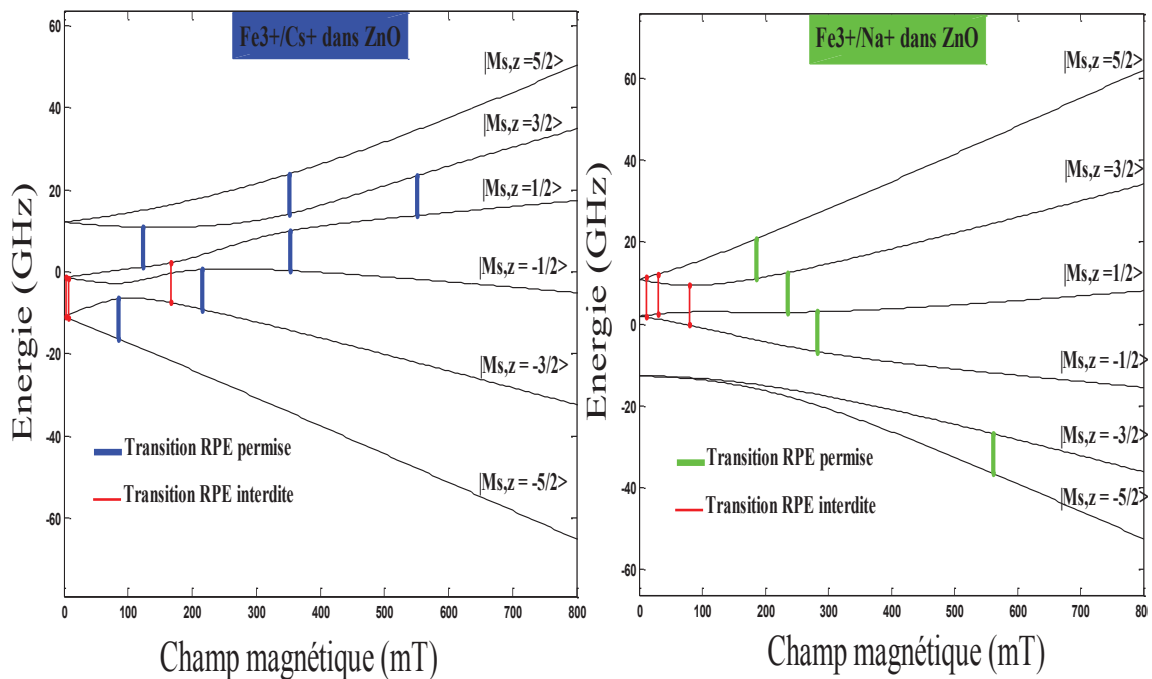 Fe3+/Cs+ dans ZnO
Energie (GHz)
60
40
20
0
-20
-40
-60
|Ms,z =5/2>
|Ms,z =3/2>
|Ms,z =1/2>
|Ms,z = -1/2>
|Ms,z = -3/2>
|Ms,z = -5/2>
Transition RPE permise
Transition RPE interdite
0 100 200 300 400 500 600 700 800
Champ magnétique (mT)
Fe3+/Na+ dans ZnO
Energie (GHz)
60
40
20
0
-20
-40
-60
|Ms,z =5/2>
|Ms,z =3/2>
|Ms,z =1/2>
|Ms,z = -1/2>
|Ms,z = -3/2>
|Ms,z = -5/2>
Transition RPE permise
Transition RPE interdite
0 100 200 300 400 500 600 700 800
Champ magnétique (mT)